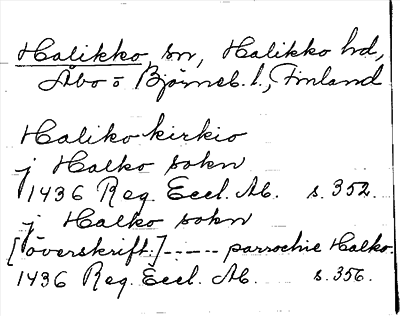 Halikko, sn, Halikko hd,
Åbo o Björneb. l., Finland
Haliko kirkio
j Halko sokn
1436 Reg. Eccl. Ab. s. 352.
j Halko sokn
[överskrift:]----- parrochie Halko.
1436 Reg. Eccl. Ab. s. 356.